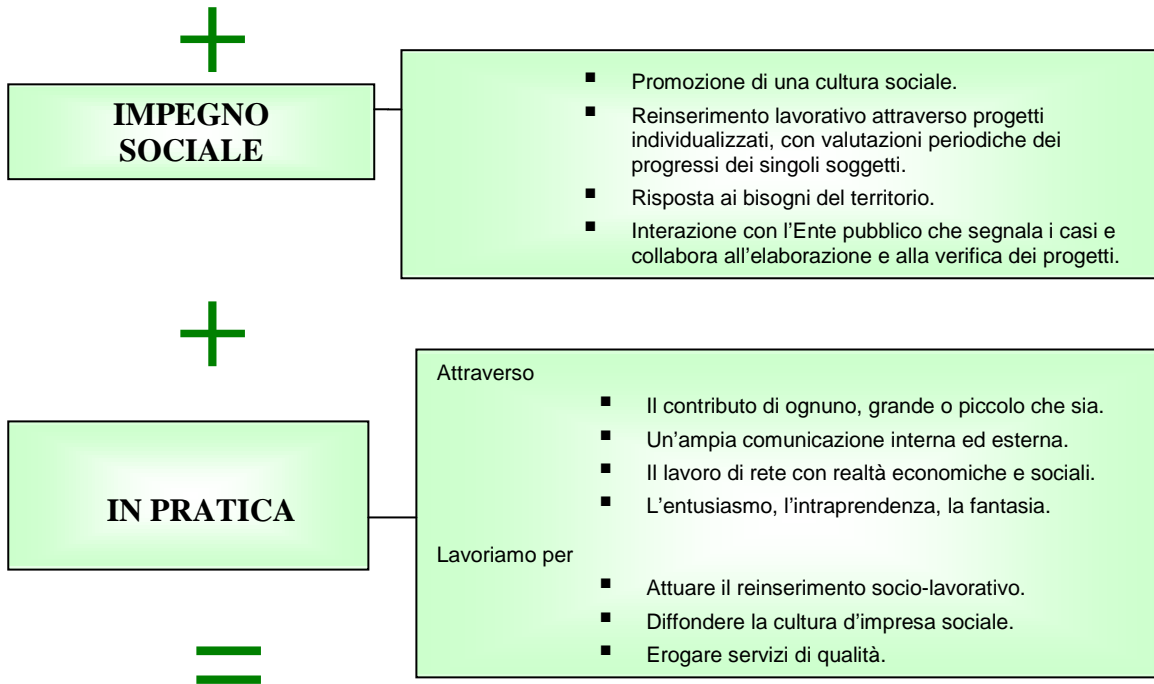 +
IMPEGNO
SOCIALE
▪ Promozione di una cultura sociale.
▪ Reinserimento lavorativo attraverso progetti
individualizzati, con valutazioni periodiche dei
progressi dei singoli soggetti.
▪ Risposta ai bisogni del territorio.
▪ Interazione con l’Ente pubblico che segnala i casi e
collabora all’elaborazione e alla verifica dei progetti.
+
IN PRATICA
Attraverso
▪ Il contributo di ognuno, grande o piccolo che sia.
▪ Un’ampia comunicazione interna ed esterna.
▪ Il lavoro di rete con realtà economiche e sociali.
▪ L’entusiasmo, l’intraprendenza, la fantasia.
Lavoriamo per
▪ Attuare il reinserimento socio-lavorativo.
▪ Diffondere la cultura d’impresa sociale.
▪ Erogare servizi di qualità.
=